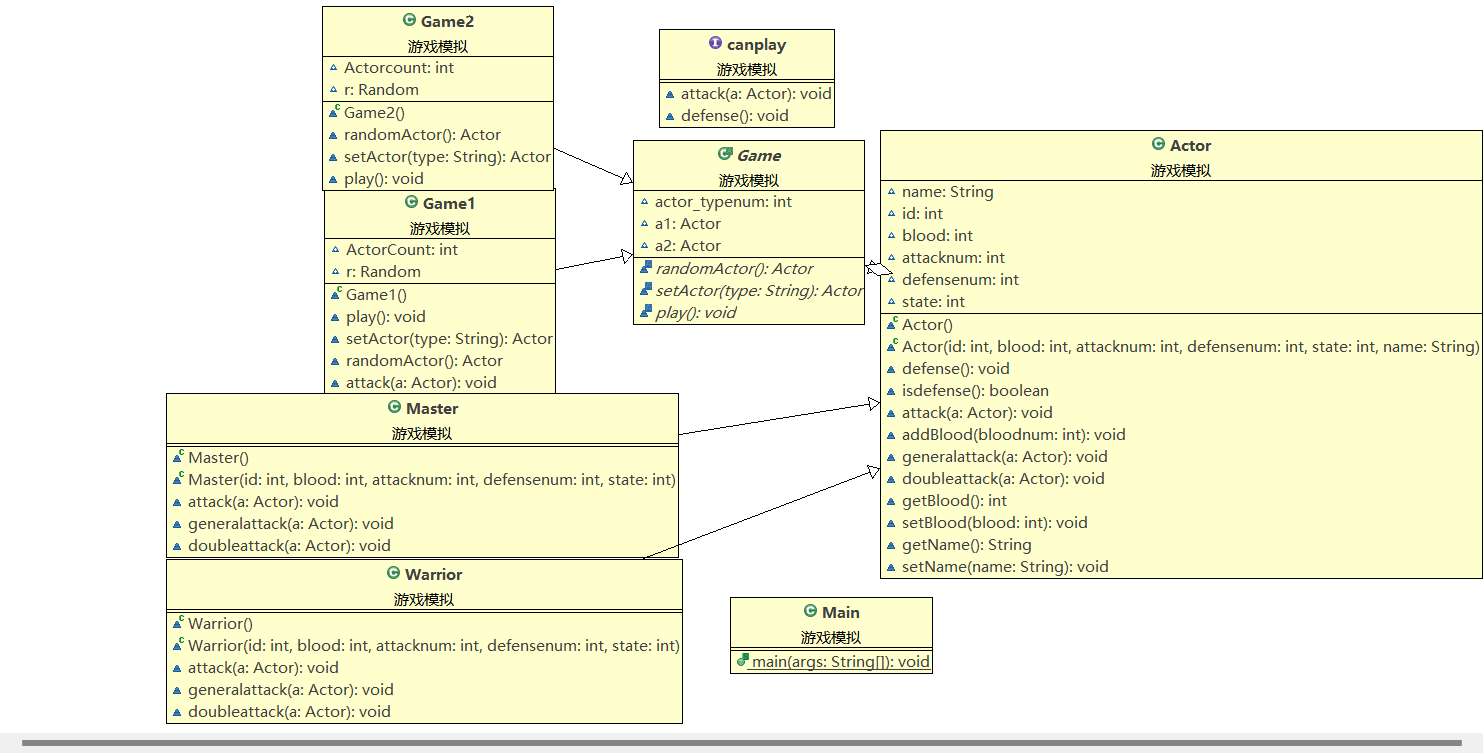 Game2
游戏模拟
Actorcount: int
r: Random
Game2()
randomActor(): Actor
setActor(type: String): Actor
play(): void
Game1
游戏模拟
ActorCount: int
r: Random
Game1()
play(): void
setActor(type: String): Actor
randomActor(): Actor
attack(a: Actor): void
canplay
游戏模拟
attack(a: Actor): void
defense(): void
Game
游戏模拟
actor_typenum: int
a1: Actor
a2: Actor
randomActor(): Actor
setActor(type: String): Actor
play(): void
Actor
游戏模拟
name: String
id: int
blood: int
attacknum: int
defensenum: int
state: int
Actor()
Actor(id: int, blood: int, attacknum: int, defensenum: int, state: int, name: String)
defense(): void
isdefense(): boolean
attack(a: Actor): void
addBlood(bloodnum: int): void
generalattack(a: Actor): void
doubleattack(a: Actor): void
getBlood(): int
setBlood(blood: int): void
getName(): String
setName(name: String): void
Master
游戏模拟
Master()
Master(id: int, blood: int, attacknum: int, defensenum: int, state: int)
attack(a: Actor): void
generalattack(a: Actor): void
doubleattack(a: Actor): void
Warrior
游戏模拟
Warrior()
Warrior(id: int, blood: int, attacknum: int, defensenum: int, state: int)
attack(a: Actor): void
generalattack(a: Actor): void
doubleattack(a: Actor): void
Main
游戏模拟
main(args: String[]): void